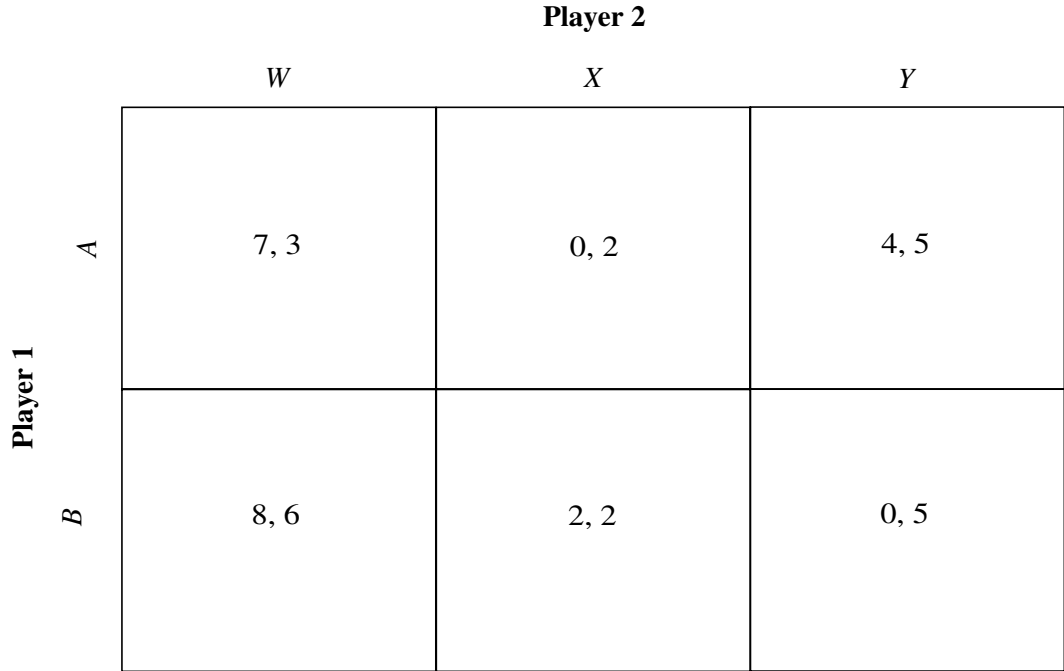 Player 2
W X Y
A 7, 3 0, 2 4, 5
Player 1
B 8, 6 2, 2 0, 5